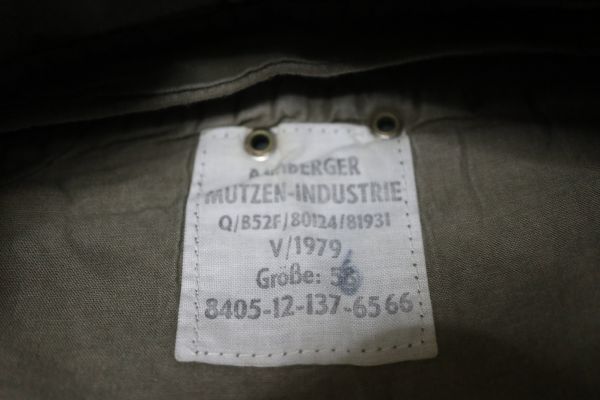 AMBERGER
MUTZEN-INDUSTRIE
Q/B52F/80124/81931
V/1979
Größe: 56
8405-12-137-6566